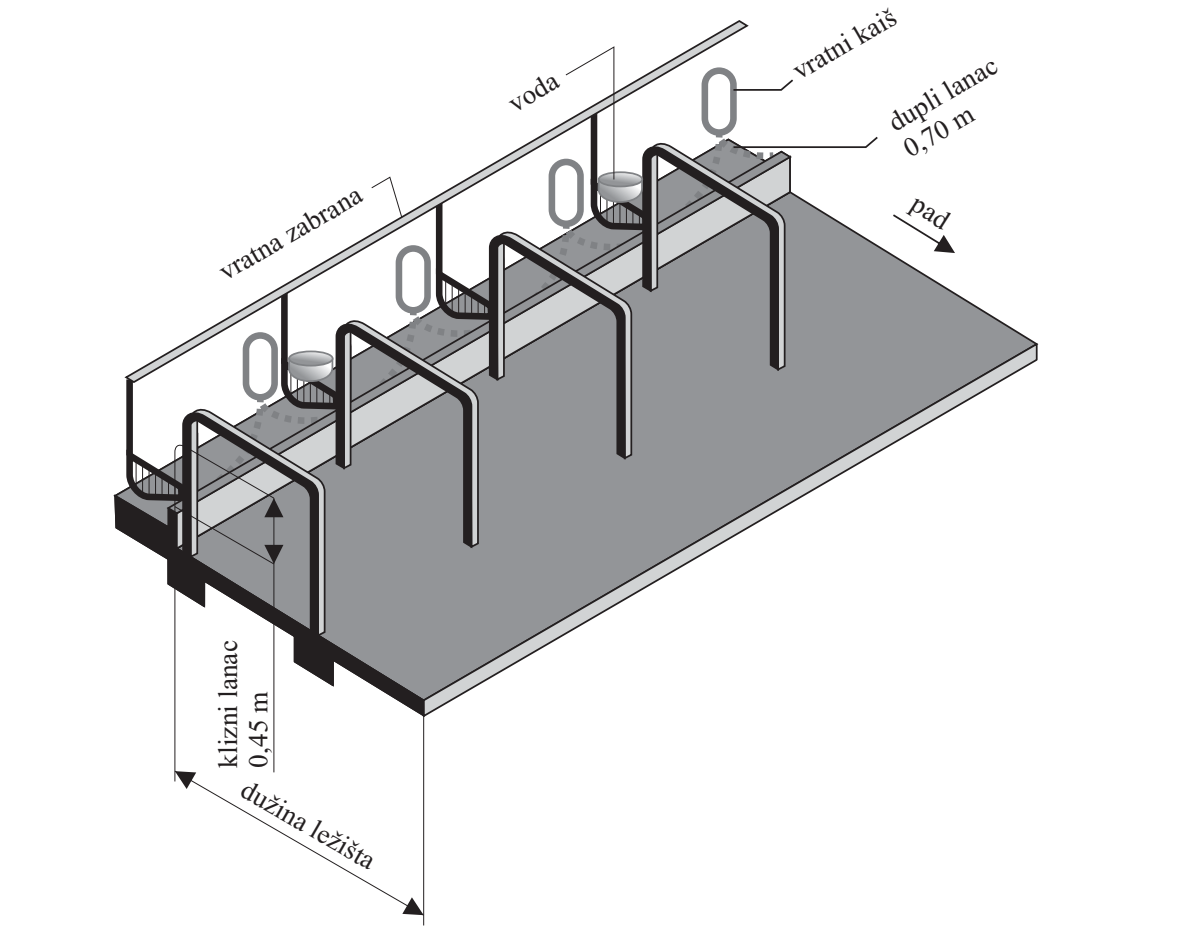 vratni kaiš
voda
dupli lanac
0,70 m
vratna zabrana
pad
klizni lanac
0,45 m
dužina ležišta